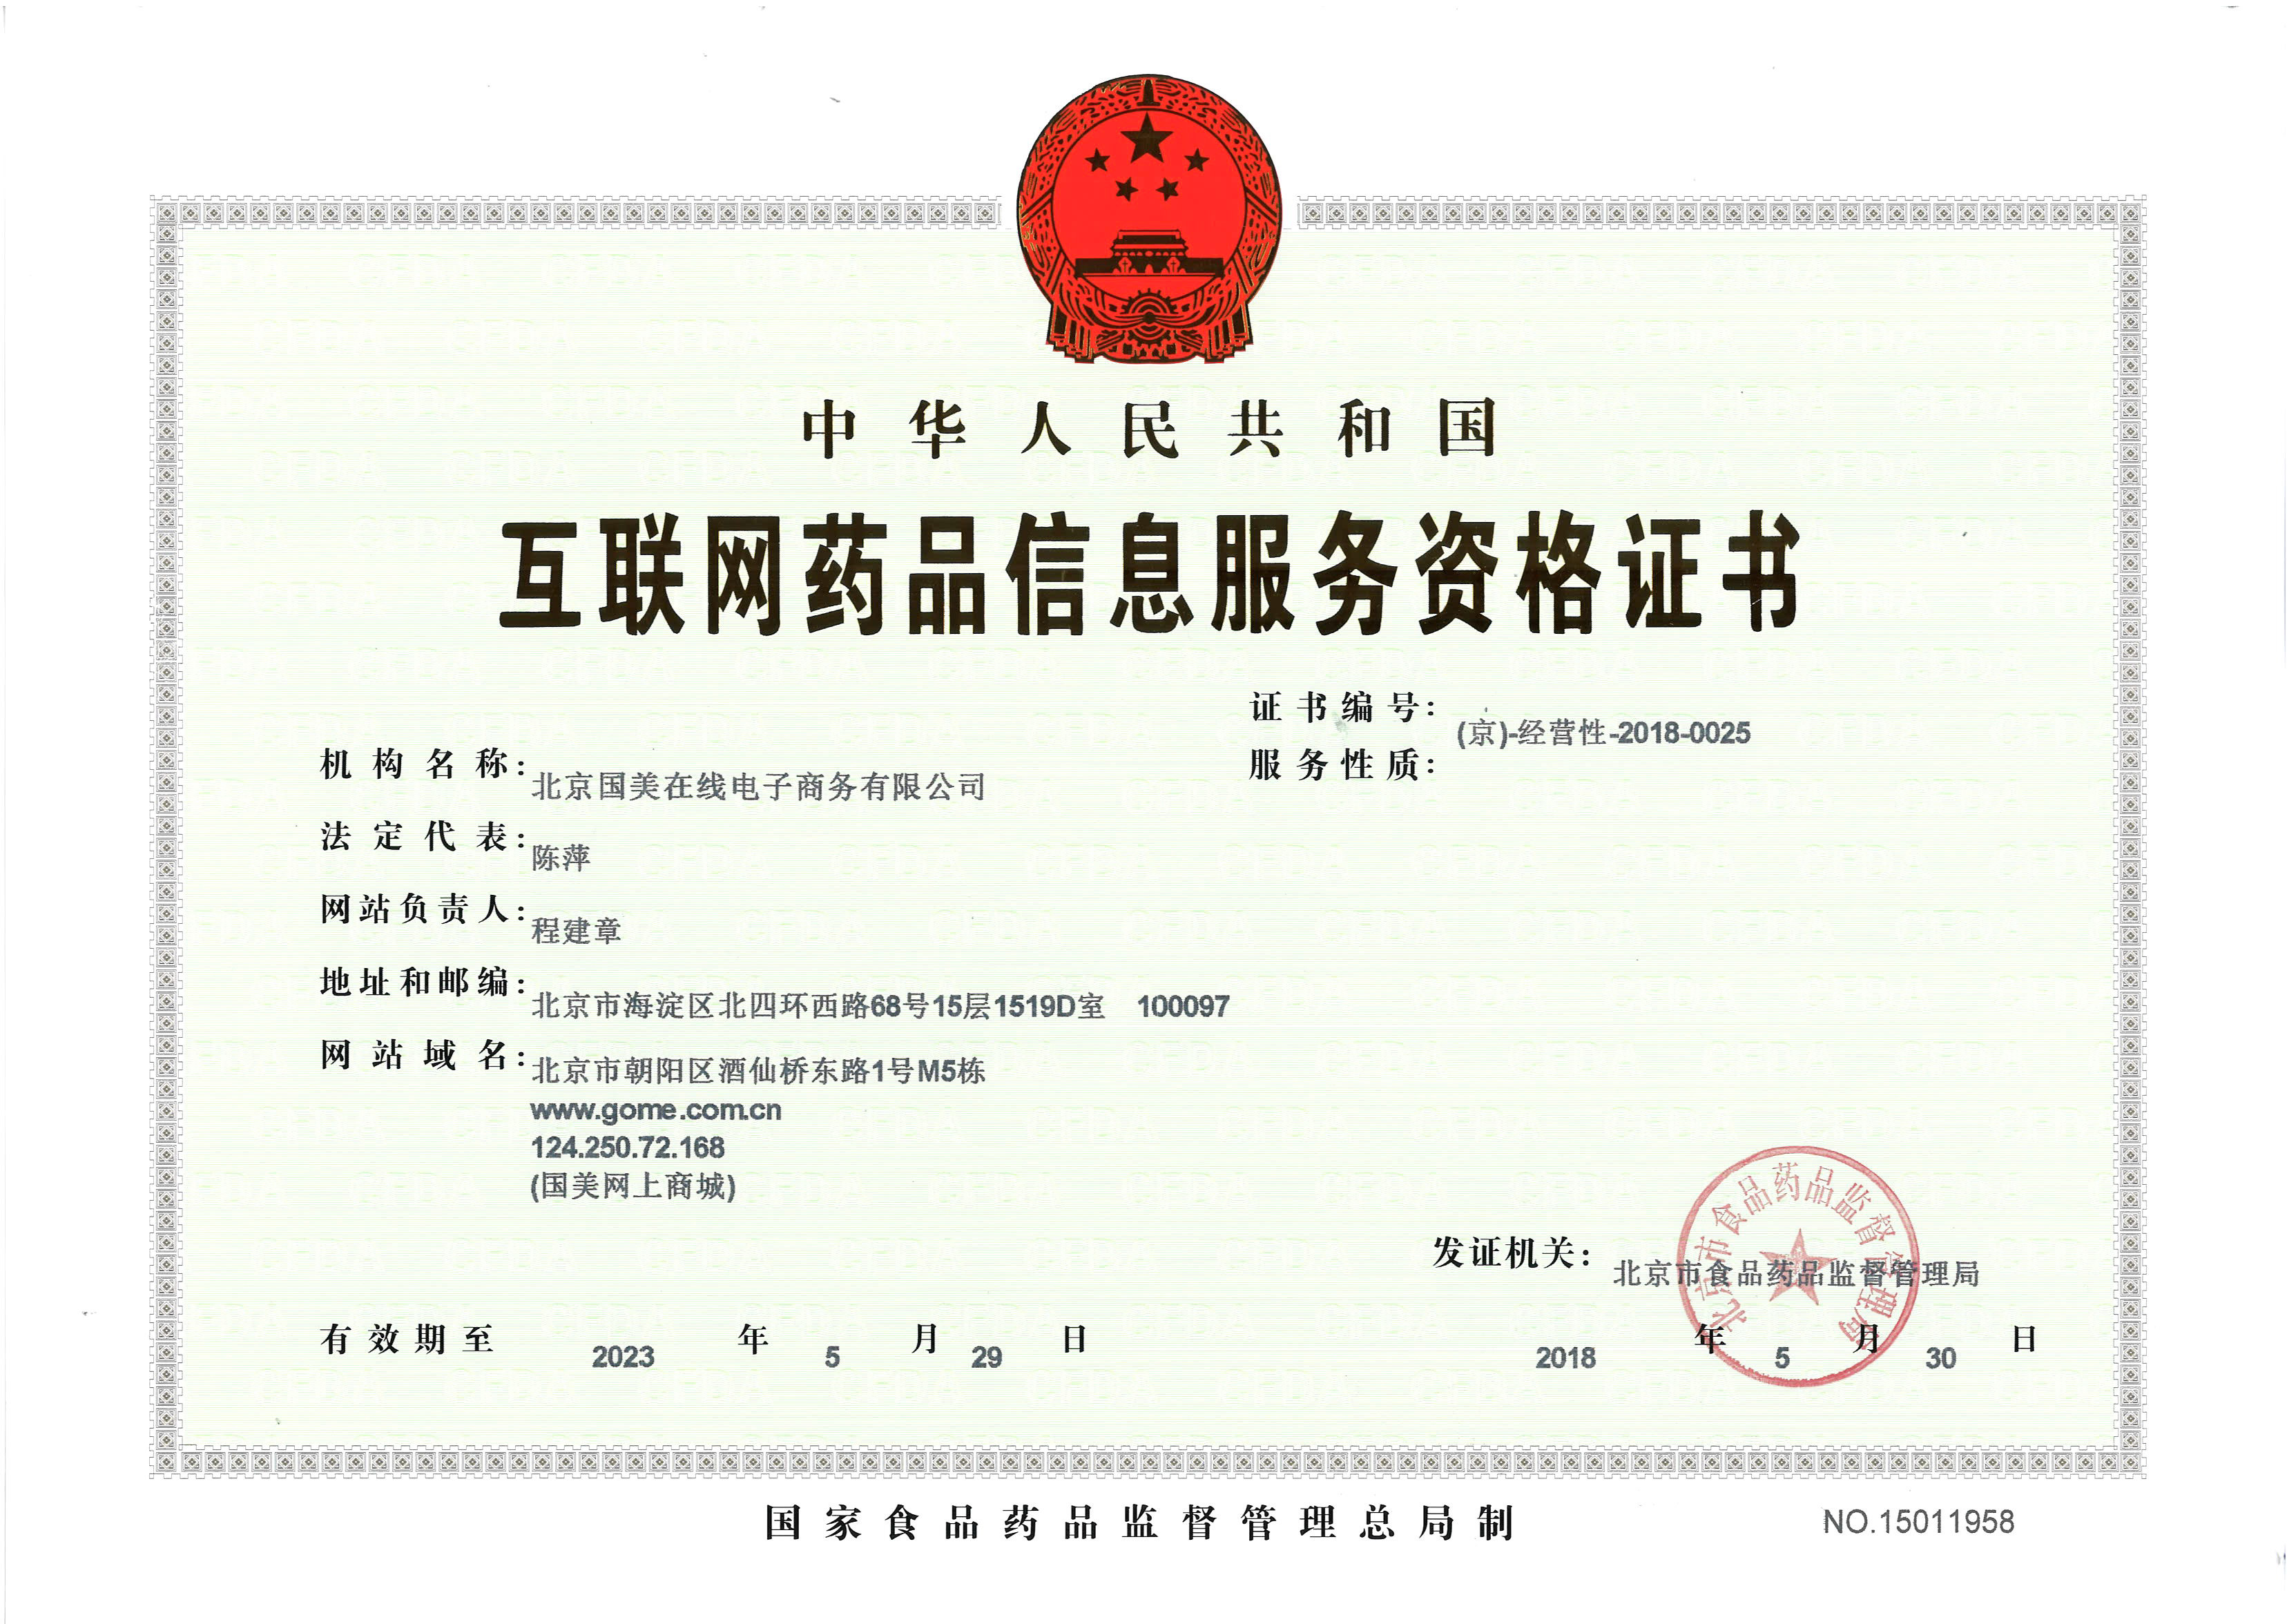 中华人民共和国
互联网药品信息服务资格证书
证书编号：
(京)-经营性-2018-0025
服务性质：
机构名称：
北京国美在线电子商务有限公司
法定代表：
陈萍
网站负责人：
程建章
地址和邮编：
北京市海淀区北四环西路68号15层1519D室 100097
网站域名：
北京市朝阳区酒仙桥东路1号M5栋
www.gome.com.cn
124.250.72.168
(国美网上商城)
发证机关：
北京市食品药品监督管理局
北京市食品药品监督管理局
有效期至 2023 年 5 月 29 日
2018 年 5 月 30 日
国家食品药品监督管理总局制
NO.15011958